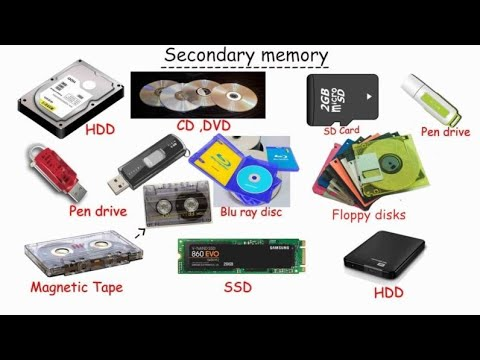 Secondary memory
HDD
CD ,DVD
2GB
micro
SD
SD Card
Pen drive
Pen drive
Blu ray disc
Floppy disks
Magnetic Tape
SAMSUNG
860 EVO
SSD
HDD